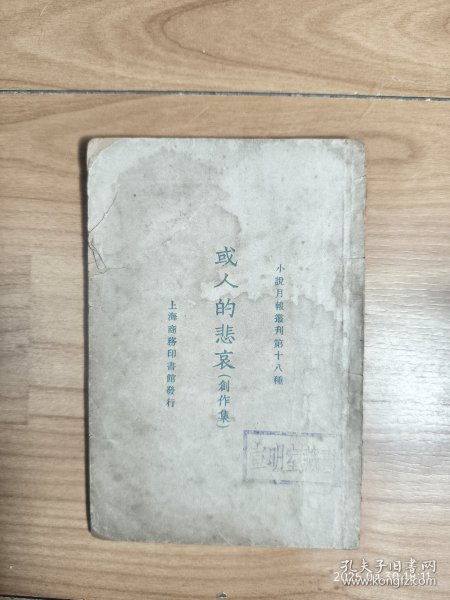 小說月報叢刊第十八種
或人的悲哀(創作集)
上海商務印書館發行
孔夫子旧书网